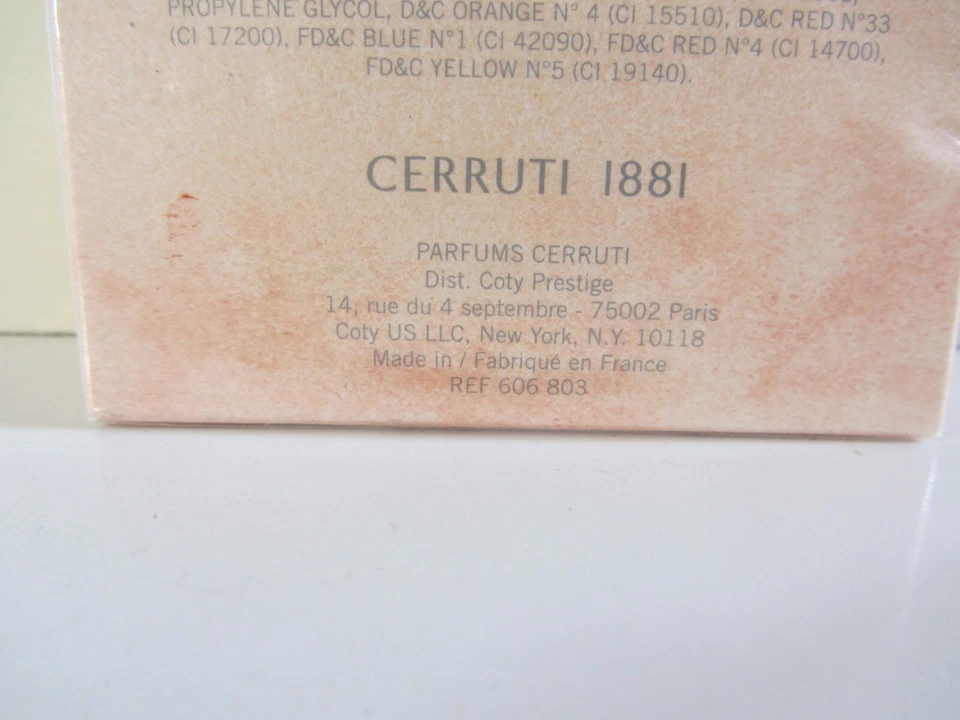 PROPYLENE GLYCOL, D&C ORANGE N° 4 (CI 15510), D&C RED N°33
(CI 17200), FD&C BLUE N°1 (CI 42090), FD&C RED N°4 (CI 14700),
FD&C YELLOW N°5 (CI 19140).
CERRUTI 1881
PARFUMS CERRUTI
Dist. Coty Prestige
14, rue du 4 septembre - 75002 Paris
Coty US LLC, New York, N.Y. 10118
Made in / Fabriqué en France
REF 606 803